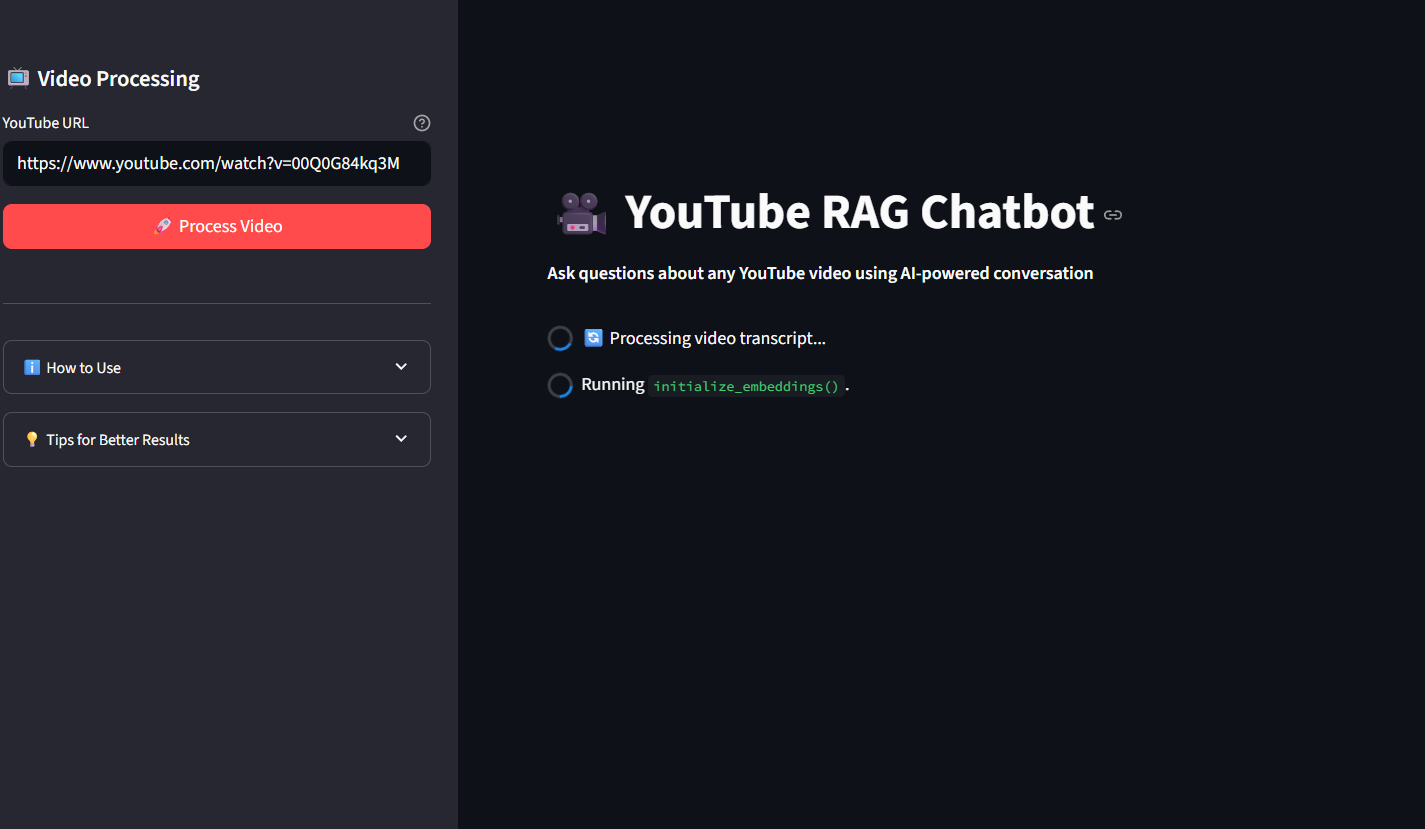 Video Processing
YouTube URL
https://www.youtube.com/watch?v=00Q0G84kq3M
Process Video
How to Use
Tips for Better Results
YouTube RAG Chatbot
Ask questions about any YouTube video using AI-powered conversation
Processing video transcript...
Running initialize_embeddings().